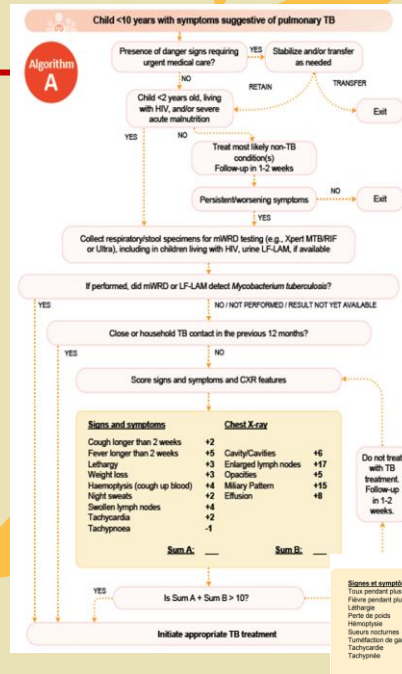 Child <10 years with symptoms suggestive of pulmonary TB
Algorithm
A
Presence of danger signs requiring
urgent medical care?
YES
Stabilize and/or transfer
as needed
NO
RETAIN
TRANSFER
Child <2 years old, living
with HIV, and/or severe
acute malnutrition
Exit
YES
NO
Treat most likely non-TB
condition(s)
Follow-up in 1-2 weeks
Persistent/worsening symptoms
NO
Exit
YES
Collect respiratory/stool specimens for mWRD testing (e.g., Xpert MTB/RIF
or Ultra), including in children living with HIV, urine LF-LAM, if available
If performed, did mWRD or LF-LAM detect Mycobacterium tuberculosis?
YES
NO / NOT PERFORMED / RESULT NOT YET AVAILABLE
Close or household TB contact in the previous 12 months?
YES
NO
Score signs and symptoms and CXR features
Signs and symptoms
Cough longer than 2 weeks +2
Fever longer than 2 weeks +5
Lethargy +3
Weight loss +3
Haemoptysis (cough up blood) +4
Night sweats +2
Swollen lymph nodes +4
Tachycardia +2
Tachypnoea -1
Sum A: ___
Chest X-ray
Cavity/Cavities +6
Enlarged lymph nodes +17
Opacities +5
Miliary Pattern +15
Effusion +8
Sum B: ___
Do not treat
with TB
treatment.
Follow-up
in 1-2
weeks.
YES
Is Sum A + Sum B > 10?
Initiate appropriate TB treatment
Signes et
Toux pendant plus
Fièvre pendant
Léthargie
Perte de poids
Hémoptysie
Sueurs nocturnes
Tuméfaction de
Tachycardie
Tachypnée